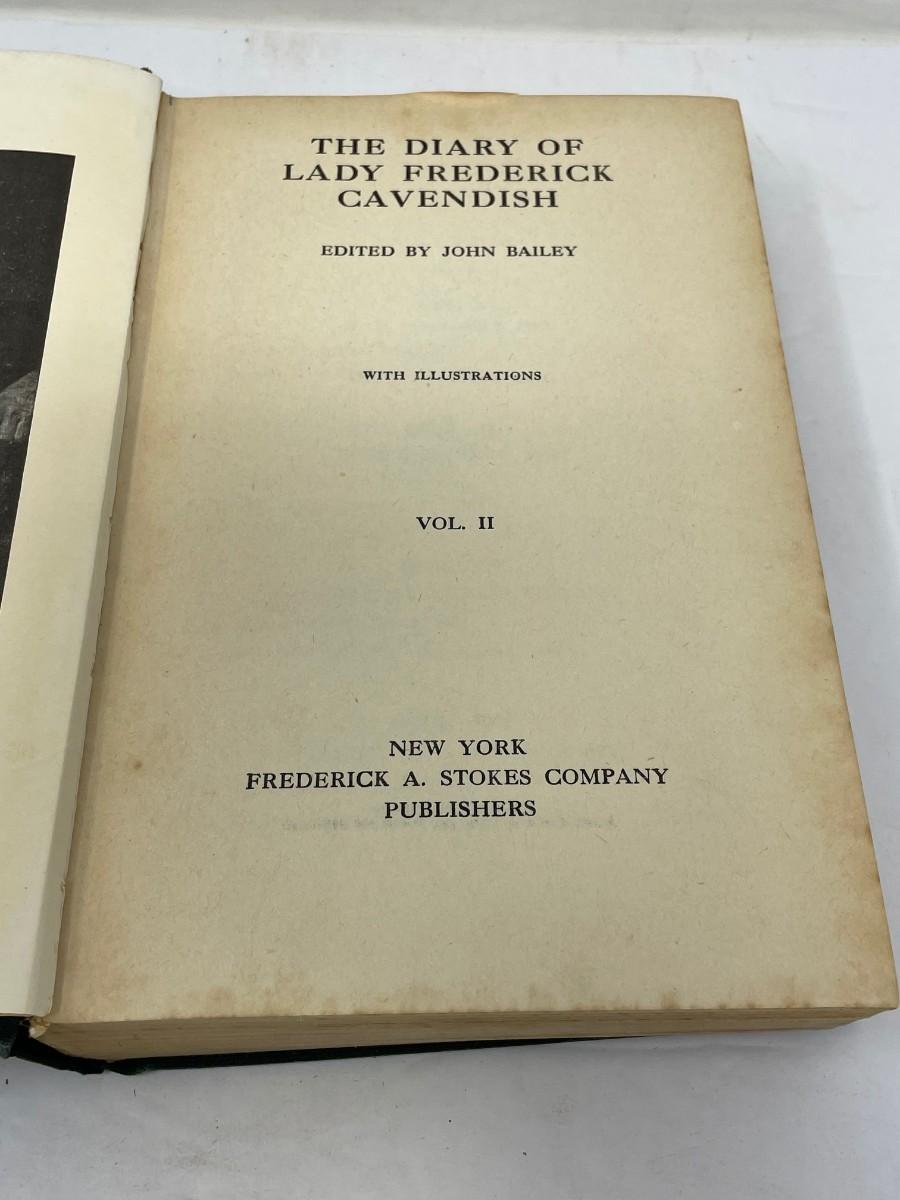 THE DIARY OF
LADY FREDERICK
CAVENDISH
EDITED BY JOHN BAILEY
WITH ILLUSTRATIONS
VOL. II
NEW YORK
FREDERICK A. STOKES COMPANY
PUBLISHERS